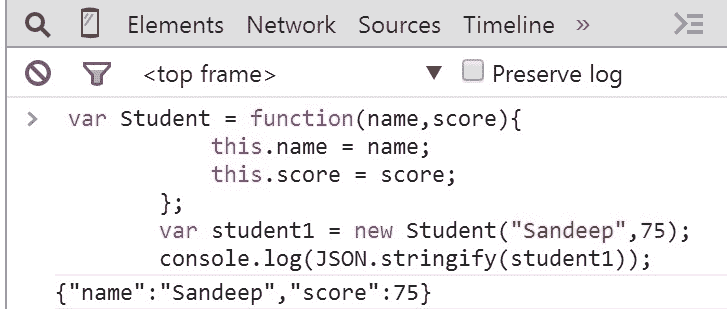 Elements Network Sources Timeline »
<top frame> ▼ Preserve log
> var Student = function(name,score){
this.name = name;
this.score = score;
};
var student1 = new Student("Sandeep",75);
console.log(JSON.stringify(student1));
{"name":"Sandeep","score":75}